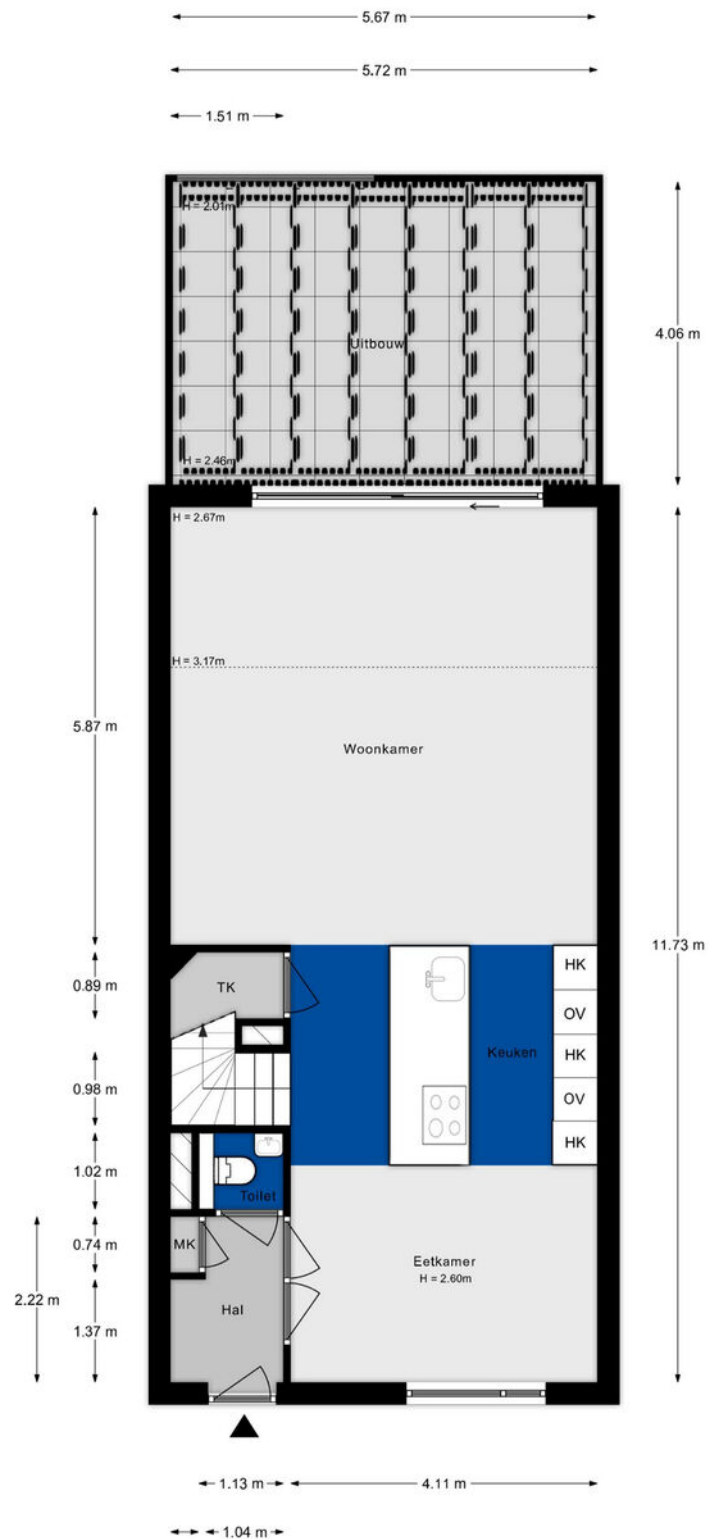 5.67 m
5.72 m
1.51 m
H = 2.01m
4.06 m
Uitbouw
H = 2.46m
H = 2.67m
H = 3.17m
5.87 m
Woonkamer
11.73 m
HK
0.89 m
TK
OV
Keuken
HK
0.98 m
OV
HK
1.02 m
Toilet
0.74 m
MK
Eetkamer
H = 2.60m
2.22 m
Hal
1.37 m
1.13 m
4.11 m
1.04 m